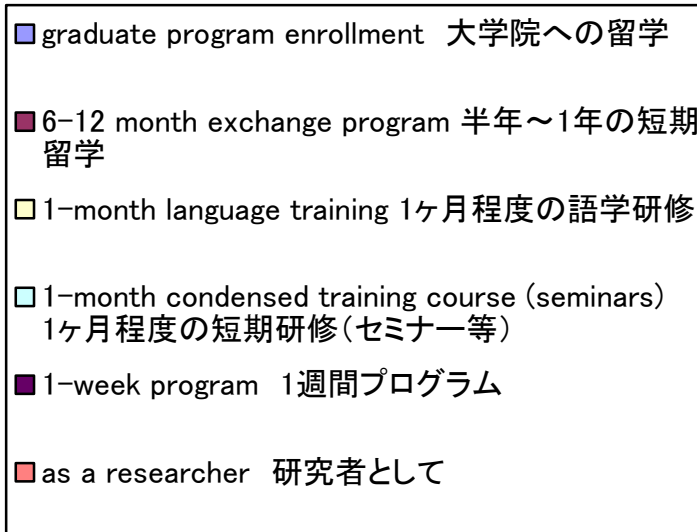 graduate program enrollment 大学院への留学
6-12 month exchange program 半年～1年の短期
留学
1-month language training 1ヶ月程度の語学研修
1-month condensed training course (seminars)
1ヶ月程度の短期研修(セミナー等)
1-week program 1週間プログラム
as a researcher 研究者として